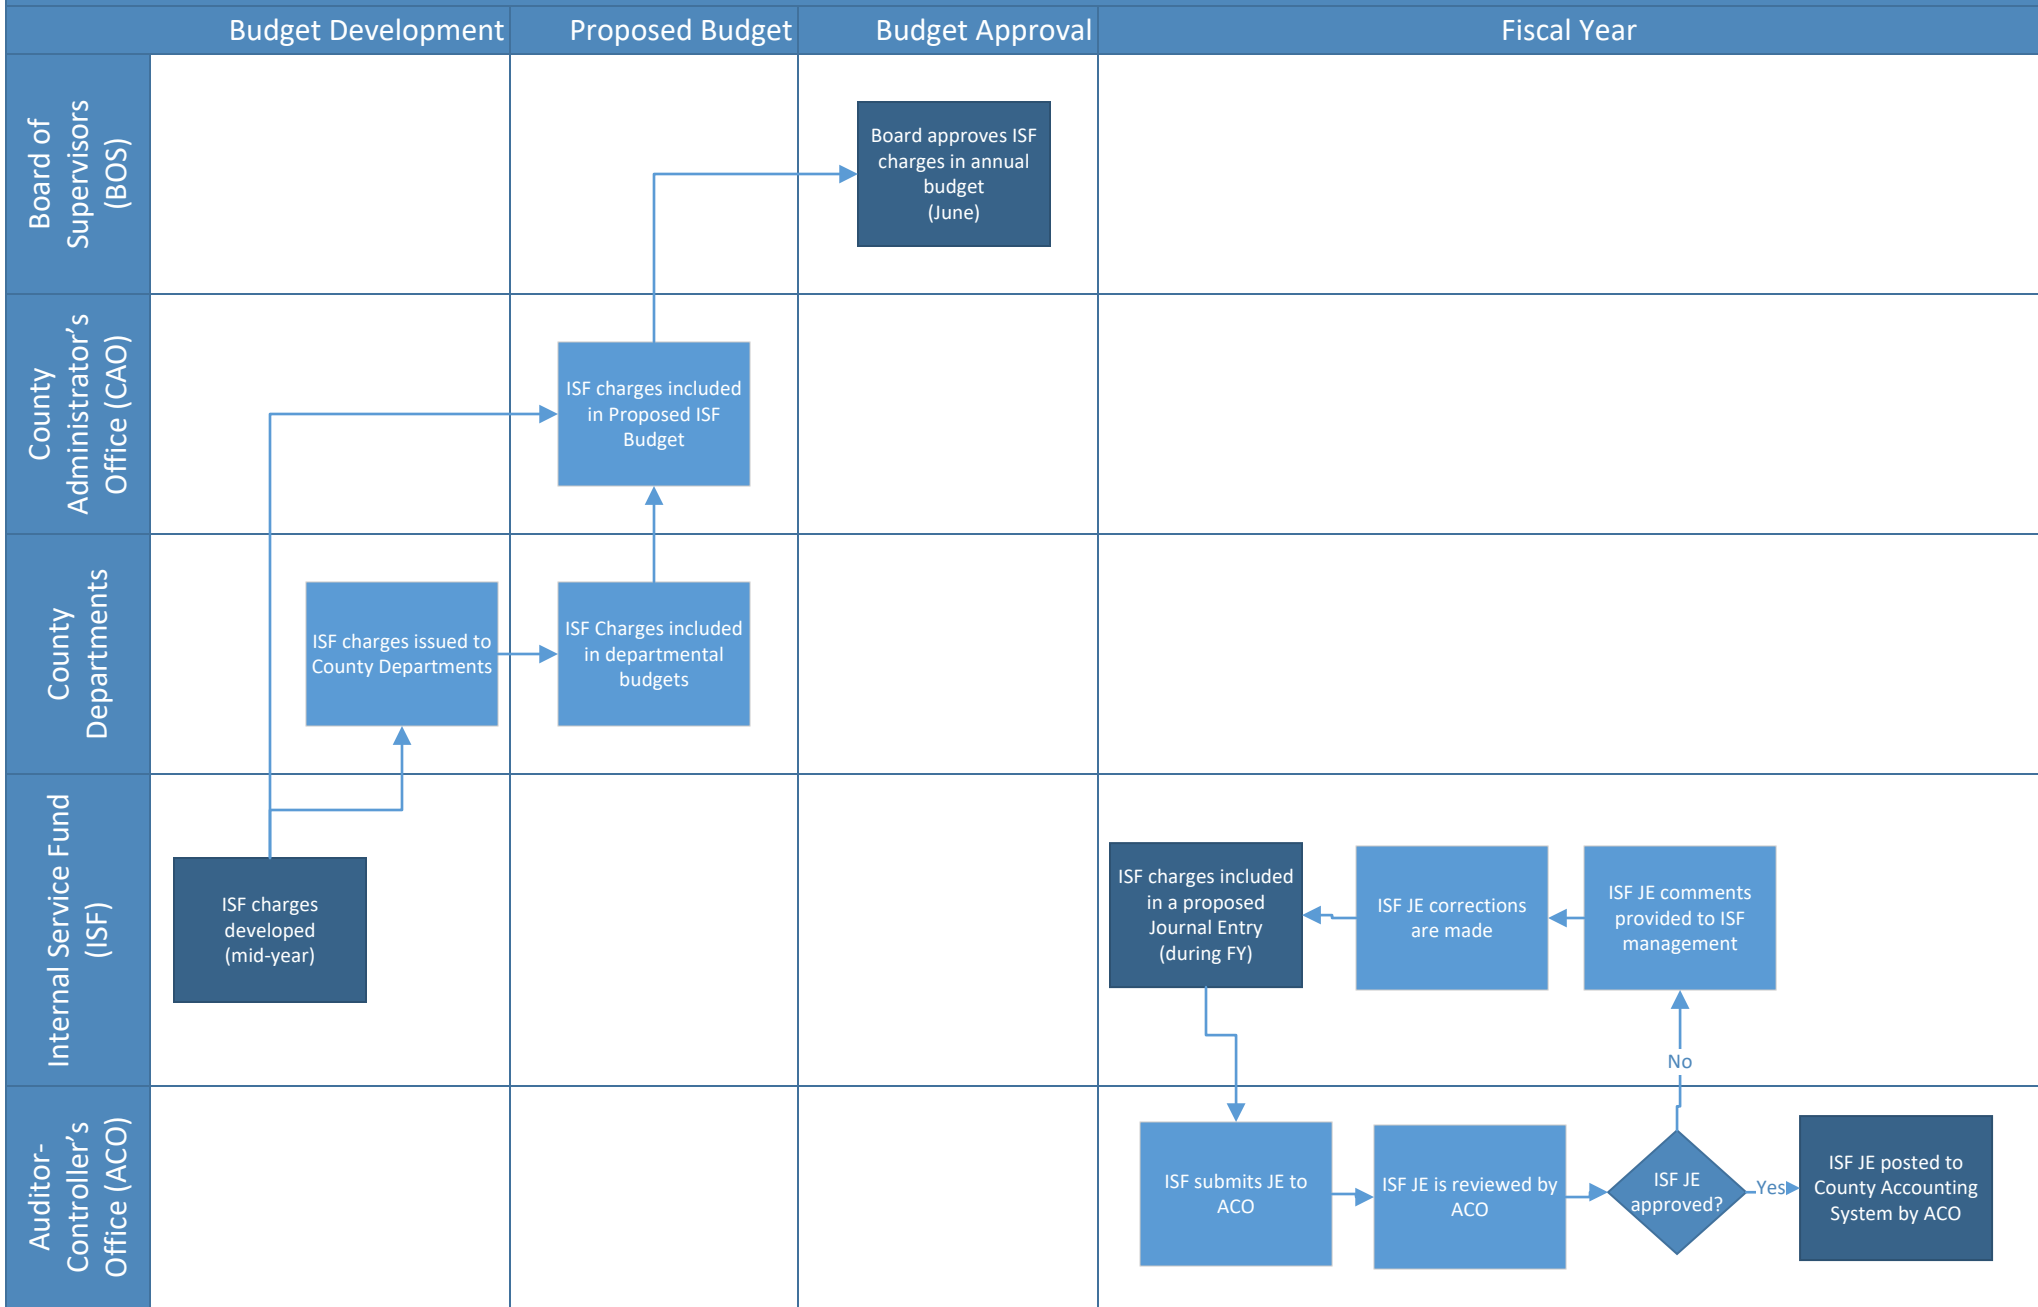 Budget Development
Proposed Budget
Budget Approval
Fiscal Year
Board of
Supervisors
(BOS)
Board approves ISF
charges in annual
budget
(June)
County
Administrator’s
Office (CAO)
ISF charges included
in Proposed ISF
Budget
County
Departments
ISF charges issued to
County Departments
ISF Charges included
in departmental
budgets
Internal Service Fund
(ISF)
ISF charges
developed
(mid-year)
ISF charges included
in a proposed
Journal Entry
(during FY)
ISF JE corrections
are made
ISF JE comments
provided to ISF
management
No
Auditor-
Controller’s
Office (ACO)
ISF submits JE to
ACO
ISF JE is reviewed by
ACO
ISF JE
approved?
Yes
ISF JE posted to
County Accounting
System by ACO